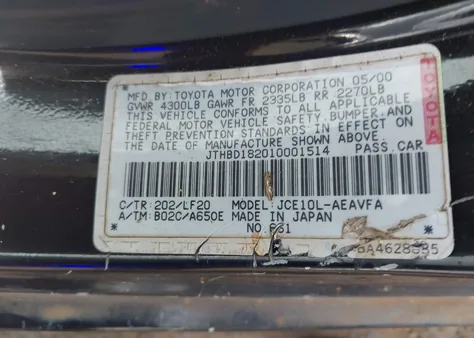 MFD. BY: TOYOTA MOTOR CORPORATION 05/00
GVWR 4300LB GAWR FR 2335LB RR 2270LB
THIS VEHICLE CONFORMS TO ALL APPLICABLE
FEDERAL MOTOR VEHICLE SAFETY, BUMPER, AND
THEFT PREVENTION STANDARDS IN EFFECT ON
THE DATE OF MANUFACTURE SHOWN ABOVE.
JTHBD182010001514 PASS. CAR
TOYOTA
C/TR: 202/LF20 MODEL: JCE10L-AEAVFA
A/TM: B02C/A650E MADE IN JAPAN
NO.